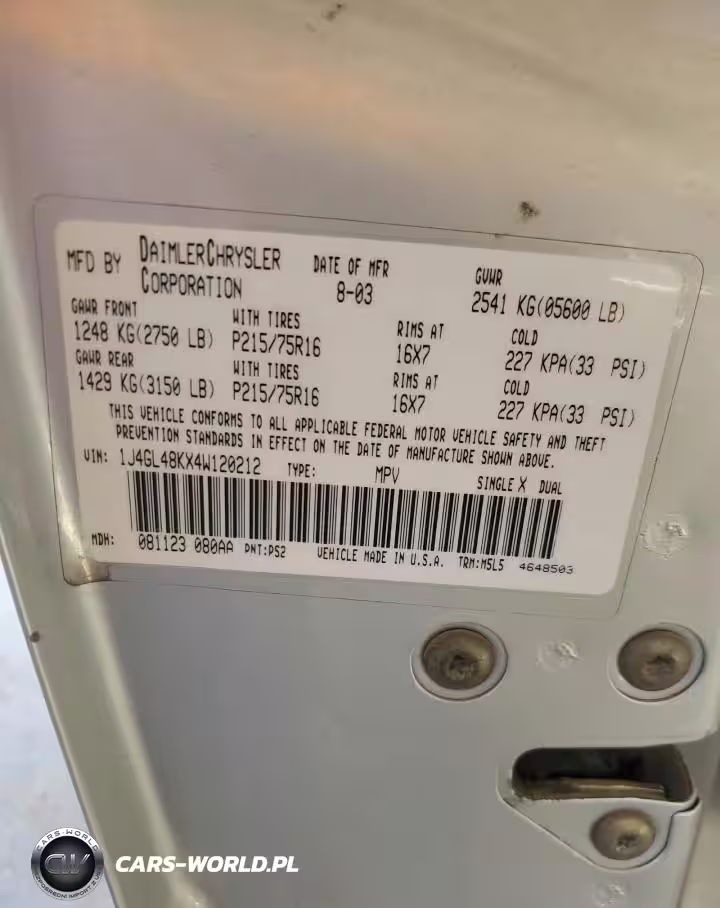 MFD BY DAIMLERCHRYSLER CORPORATION DATE OF MFR 8-03 GVWR 2541 KG(05600 LB)
GAWR FRONT WITH TIRES RIMS AT COLD
1248 KG(2750 LB) P215/75R16 16X7 227 KPA(33 PSI)
GAWR REAR WITH TIRES RIMS AT COLD
1429 KG(3150 LB) P215/75R16 16X7 227 KPA(33 PSI)
THIS VEHICLE CONFORMS TO ALL APPLICABLE FEDERAL MOTOR VEHICLE SAFETY AND THEFT
PREVENTION STANDARDS IN EFFECT ON THE DATE OF MANUFACTURE SHOWN ABOVE.
VIN: 1J4GL48KX4W120212 TYPE: MPV SINGLE X DUAL
MDH: 081123 080AA PNT:PS2 VEHICLE MADE IN U.S.A. TRM:M5L5 4648503
CARS-WORLD
CW
CARS-WORLD.PL